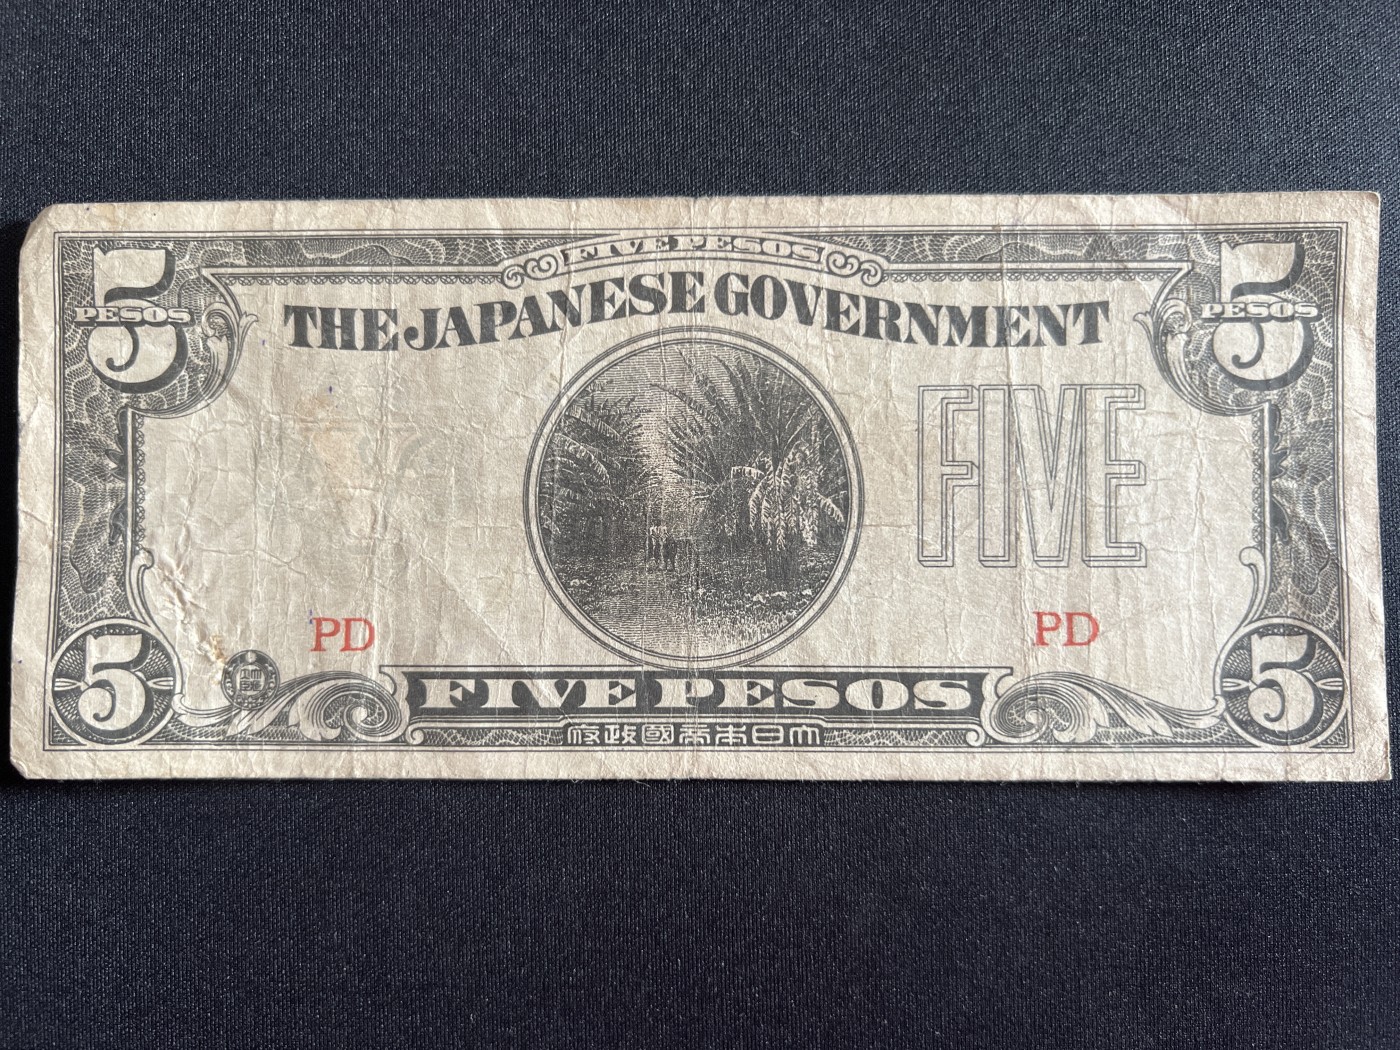 FIVE PESOS
5 PESOS
5 PESOS
THE JAPANESE GOVERNMENT
FIVE
PD
PD
5
FIVE PESOS
5
府政國帝本日大